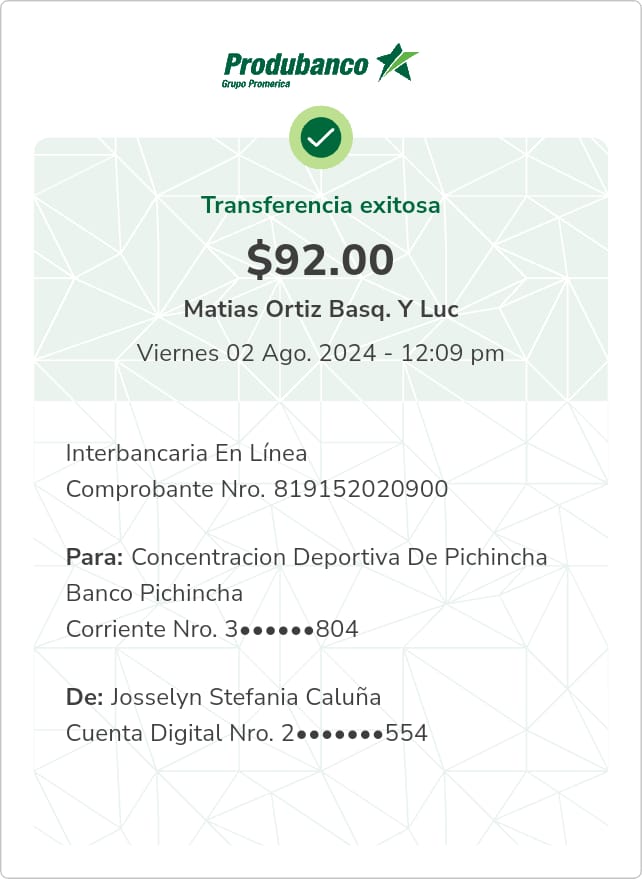 Produbanco
Grupo Promerica
Transferencia exitosa
$92.00
Matias Ortiz Basq. Y Luc
Viernes 02 Ago. 2024 - 12:09 pm
Interbancaria En Línea
Comprobante Nro. 819152020900
Para: Concentracion Deportiva De Pichincha
Banco Pichincha
Corriente Nro. 3••••••804
De: Josselyn Stefania Caluña
Cuenta Digital Nro. 2•••••••554